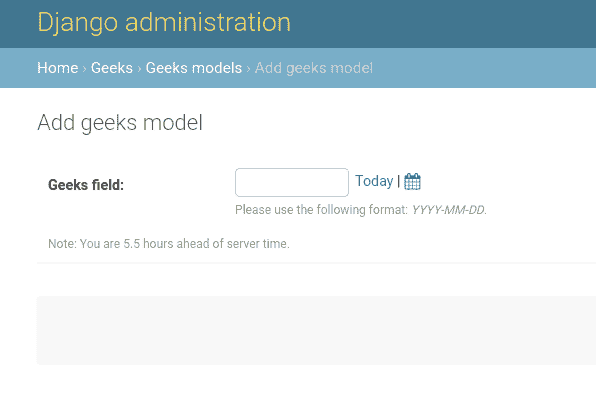 Django administration
Home › Geeks › Geeks models › Add geeks model
Add geeks model
Geeks field:
Today |
Please use the following format: YYYY-MM-DD.
Note: You are 5.5 hours ahead of server time.